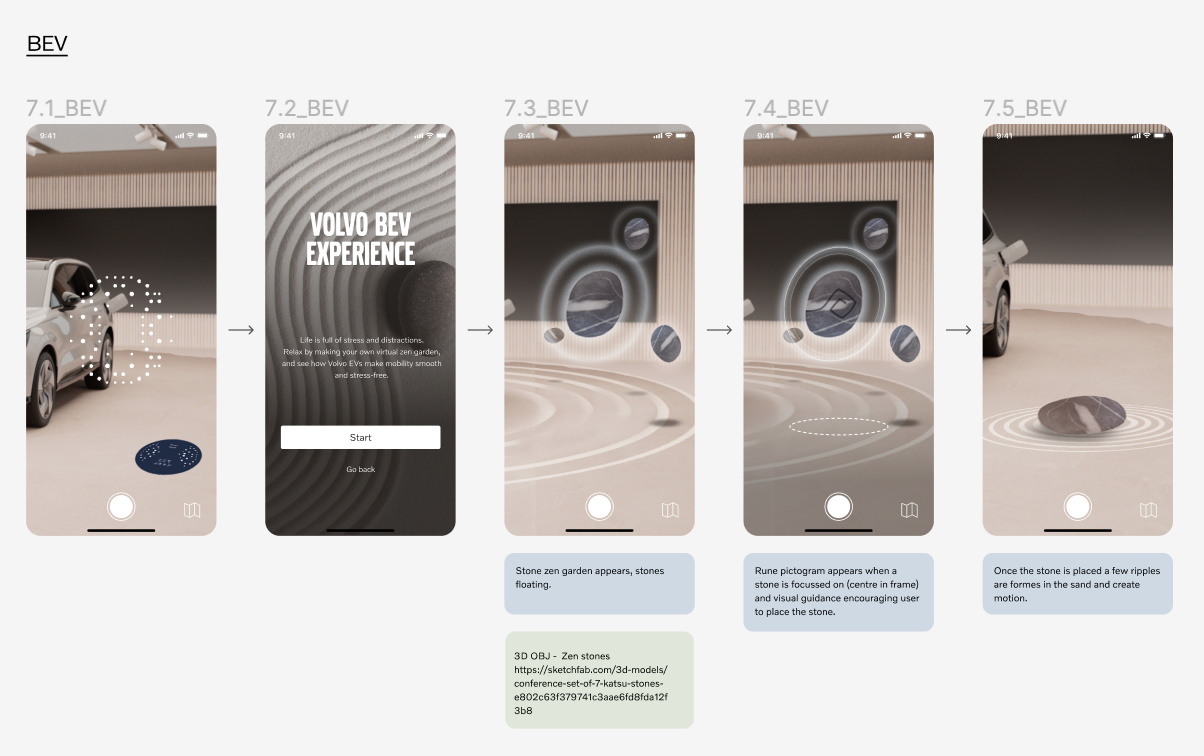 BEV
7.1_BEV
7.2_BEV
7.3_BEV
7.4_BEV
7.5_BEV
9:41
9:41
9:41
9:41
9:41
VOLVO BEV
EXPERIENCE
Life is full of stress and distractions.
Relax by making your own virtual zen garden,
and see how Volvo EVs make mobility smooth
and stress-free.
Start
Go back
Stone zen garden appears, stones
floating.
Rune pictogram appears when a
stone is focussed on (centre in frame)
and visual guidance encouraging user
to place the stone.
Once the stone is placed a few ripples
are formes in the sand and create
motion.
3D OBJ - Zen stones
https://sketchfab.com/3d-models/
conference-set-of-7-katsu-stones-
e802c63f379741c3aae6fd8fda12f
3b8